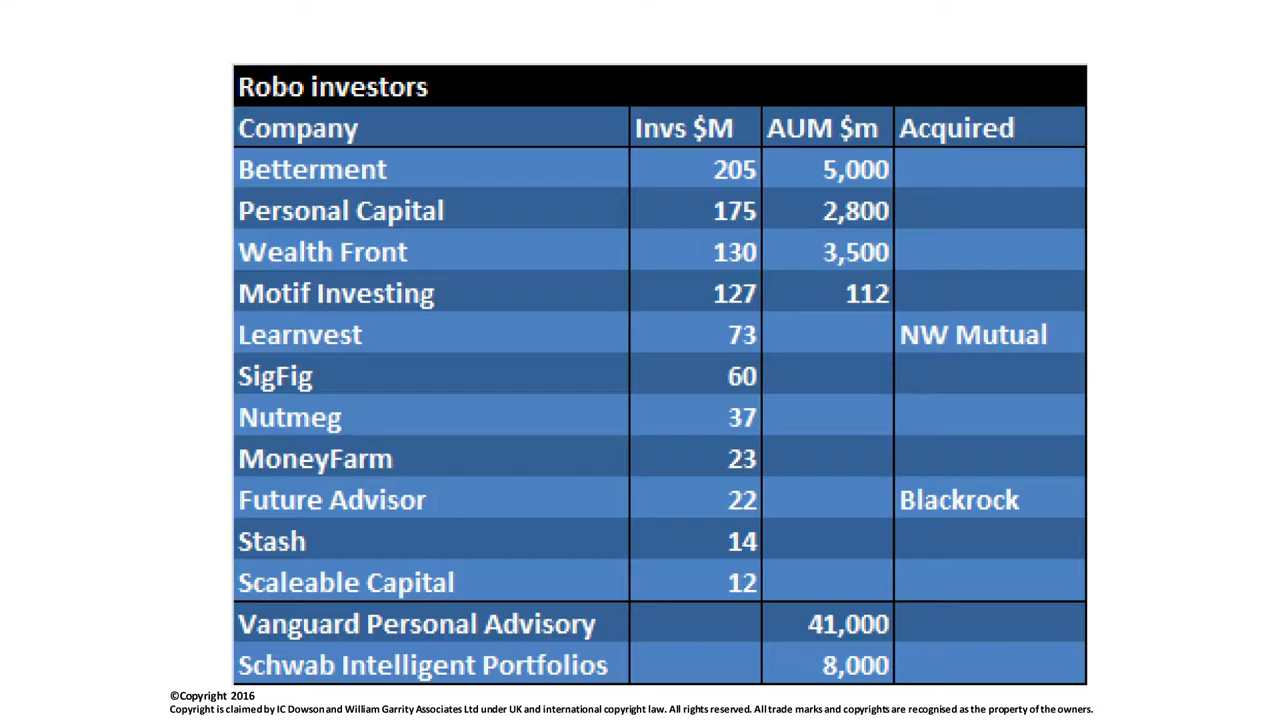 Robo investors
Company Invs $M AUM $m Acquired
Betterment 205 5,000
Personal Capital 175 2,800
Wealth Front 130 3,500
Motif Investing 127 112
Learnvest 73 NW Mutual
SigFig 60
Nutmeg 37
MoneyFarm 23
Future Advisor 22 Blackrock
Stash 14
Scaleable Capital 12
Vanguard Personal Advisory 41,000
Schwab Intelligent Portfolios 8,000
©Copyright 2016
Copyright is claimed by IC Dowson and William Garrity Associates Ltd under UK and international copyright law. All rights reserved. All trade marks and copyrights are recognised as the property of the owners.